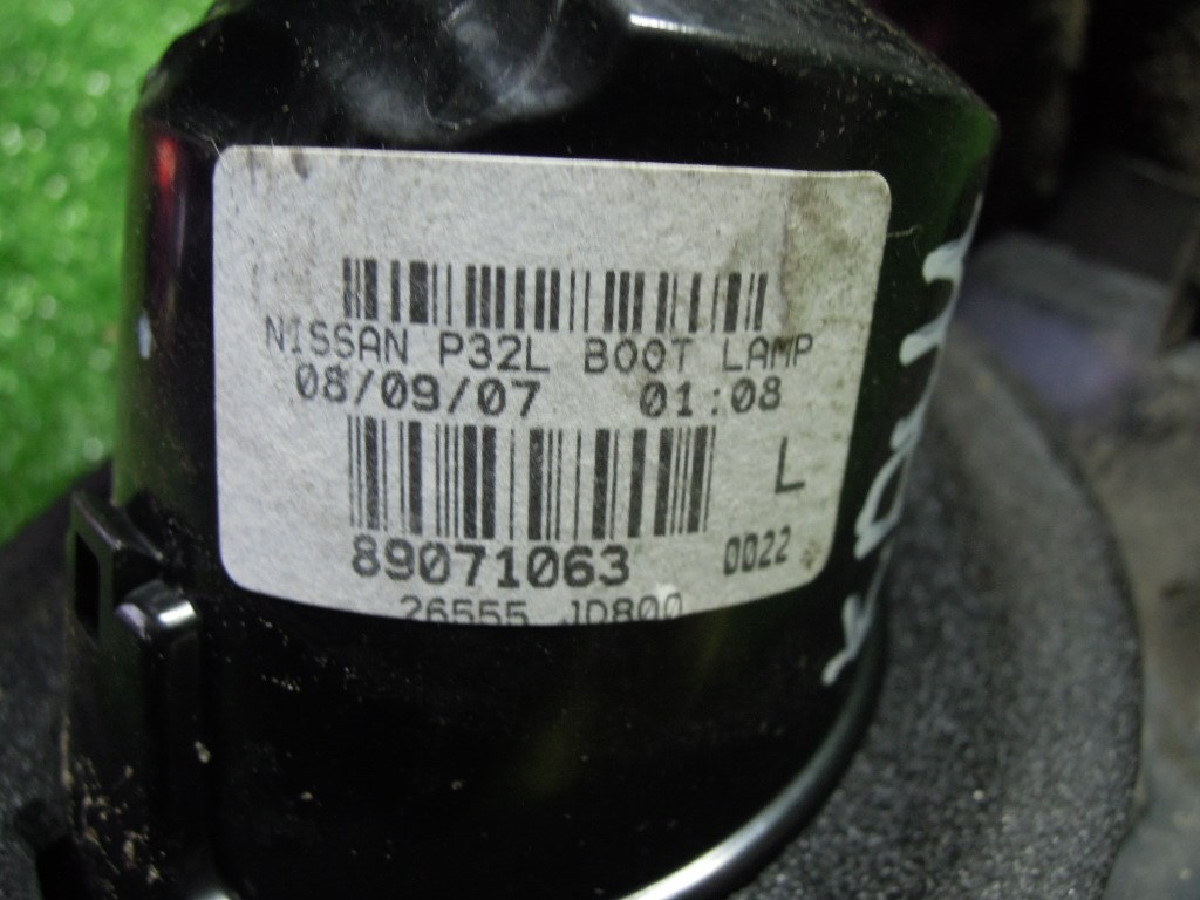 NISSAN P32L BOOT LAMP
08/09/07 01:08
L
89071063 0022
26555 JD800